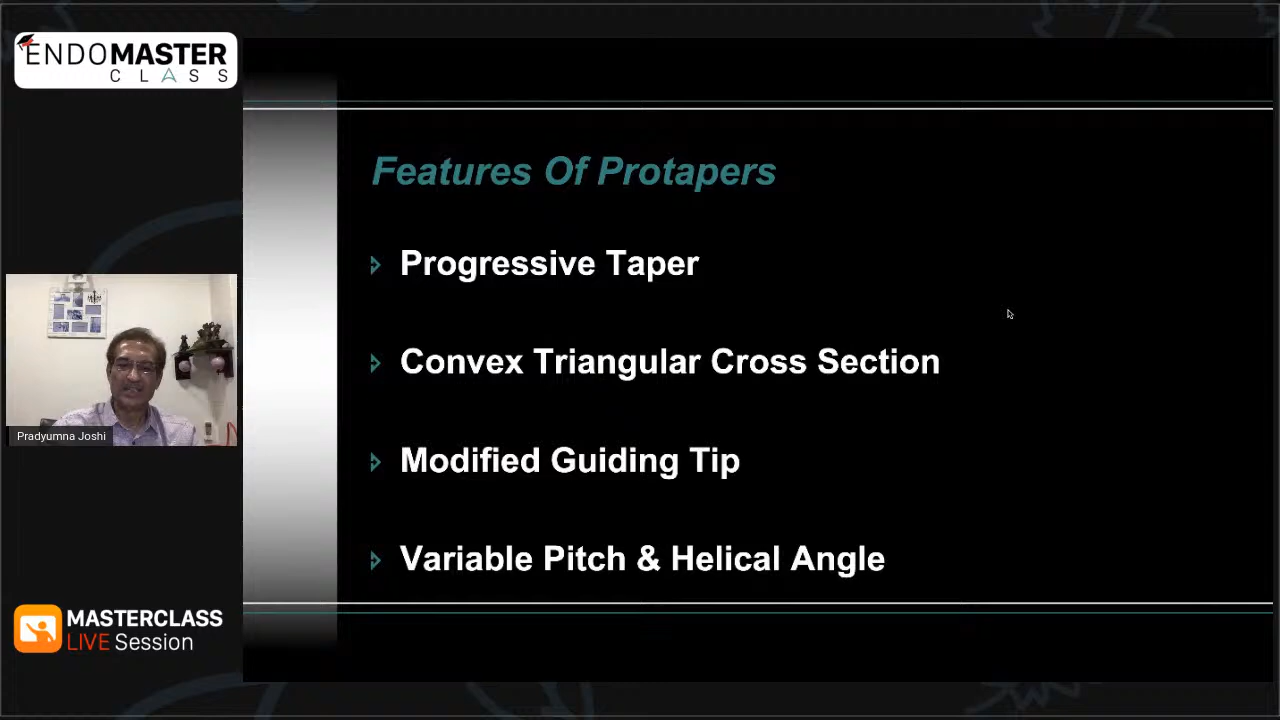 ENDOMASTER
CLASS
Features Of Protapers
Progressive Taper
Convex Triangular Cross Section
Modified Guiding Tip
Variable Pitch & Helical Angle
Pradyumna Joshi
MASTERCLASS
LIVE Session